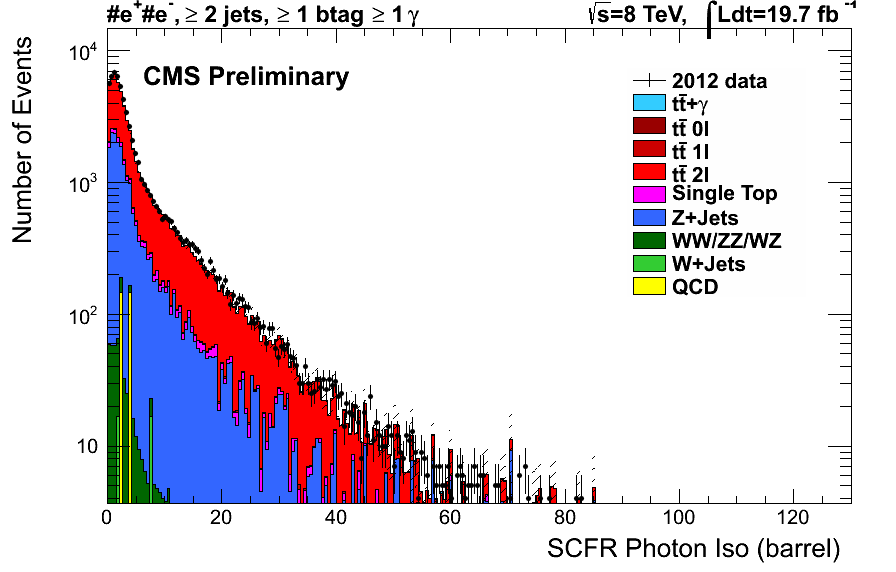 #e⁺#e⁻, ≥ 2 jets, ≥ 1 btag ≥ 1 γ
√s=8 TeV, ∫Ldt=19.7 fb⁻¹
CMS Preliminary
2012 data
tt̄+γ
tt̄ 0l
tt̄ 1l
tt̄ 2l
Single Top
Z+Jets
WW/ZZ/WZ
W+Jets
QCD
Number of Events
10⁴
10³
10²
10
0 20 40 60 80 100 120
SCFR Photon Iso (barrel)